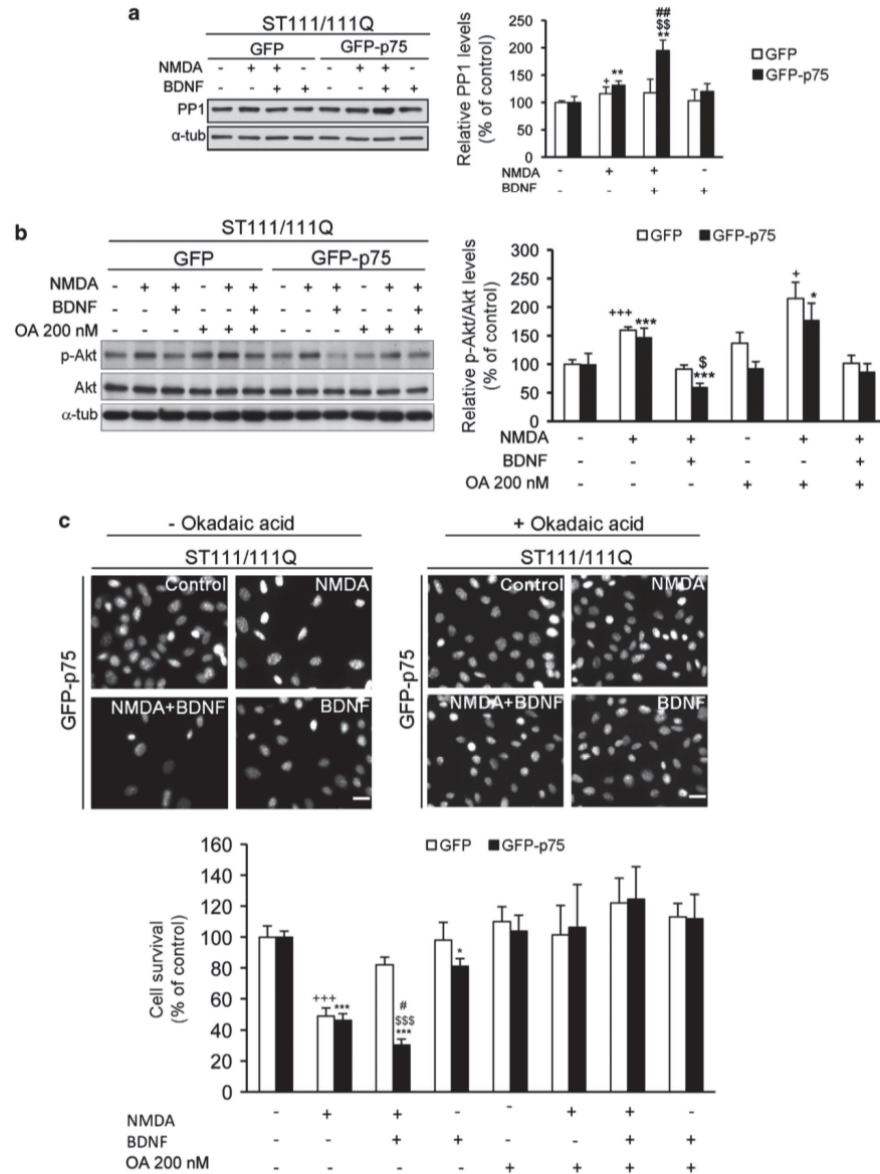 a
ST111/111Q
GFP GFP-p75
NMDA - + + - - + + -
BDNF - - + + - - + +
PP1
α-tub
Relative PP1 levels
(% of control)
250
200
150
100
50
0
+
**
##
$$
**
GFP
GFP-p75
NMDA - + + -
BDNF - - + +
b
ST111/111Q
GFP GFP-p75
NMDA - + + - + + - + + - + +
BDNF - - + - - + - - + - - +
OA 200 nM - - - + + + - - - + + +
p-Akt
Akt
α-tub
Relative p-Akt/Akt levels
(% of control)
300
250
200
150
100
50
0
GFP GFP-p75
+++
***
$
***
+
*
NMDA - + + - + +
BDNF - - + - - +
OA 200 nM - - - + + +
c
- Okadaic acid
ST111/111Q
GFP-p75
Control NMDA
NMDA+BDNF BDNF
+ Okadaic acid
ST111/111Q
GFP-p75
Control NMDA
NMDA+BDNF BDNF
Cell survival
(% of control)
160
140
120
100
80
60
40
20
0
GFP GFP-p75
+++
***
#
$$$
***
*
NMDA - + + - - + + -
BDNF - - + + - - + +
OA 200 nM - - - - + + + +